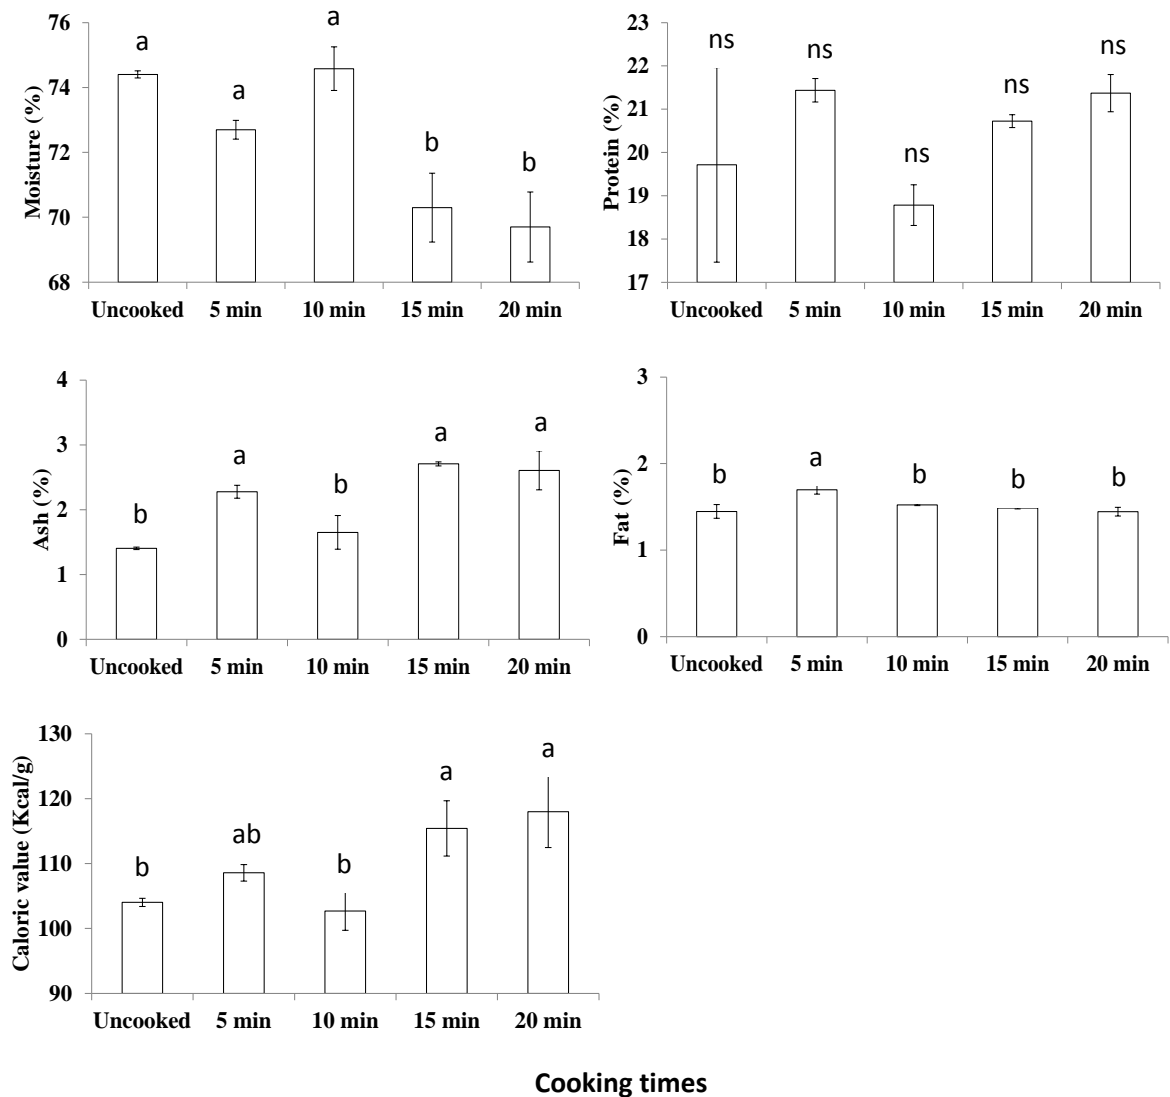 Moisture (%)
76
74
72
70
68
a
a
a
b
b
Uncooked 5 min 10 min 15 min 20 min
Protein (%)
23
22
21
20
19
18
17
ns
ns
ns
ns
ns
Uncooked 5 min 10 min 15 min 20 min
Ash (%)
4
3
2
1
0
b
a
b
a
a
Uncooked 5 min 10 min 15 min 20 min
Fat (%)
3
2
1
0
b
a
b
b
b
Uncooked 5 min 10 min 15 min 20 min
Caloric value (Kcal/g)
130
120
110
100
90
b
ab
b
a
a
Uncooked 5 min 10 min 15 min 20 min
Cooking times